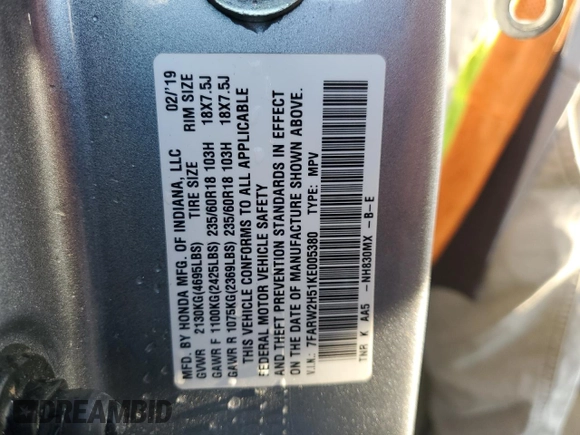 MFD. BY HONDA MFG. OF INDIANA, LLC 02/'19
GVWR 2130KG(4695LBS) TIRE SIZE RIM SIZE
GAWR F 1100KG(2425LBS) 235/60R18 103H 18X7.5J
GAWR R 1075KG(2369LBS) 235/60R18 103H 18X7.5J
THIS VEHICLE CONFORMS TO ALL APPLICABLE
FEDERAL MOTOR VEHICLE SAFETY
AND THEFT PREVENTION STANDARDS IN EFFECT
ON THE DATE OF MANUFACTURE SHOWN ABOVE.
V.I.N.: 7FARW2H51KE005380 TYPE: MPV
TNR K AA5 -NH830MX -B-E
DREAMBID